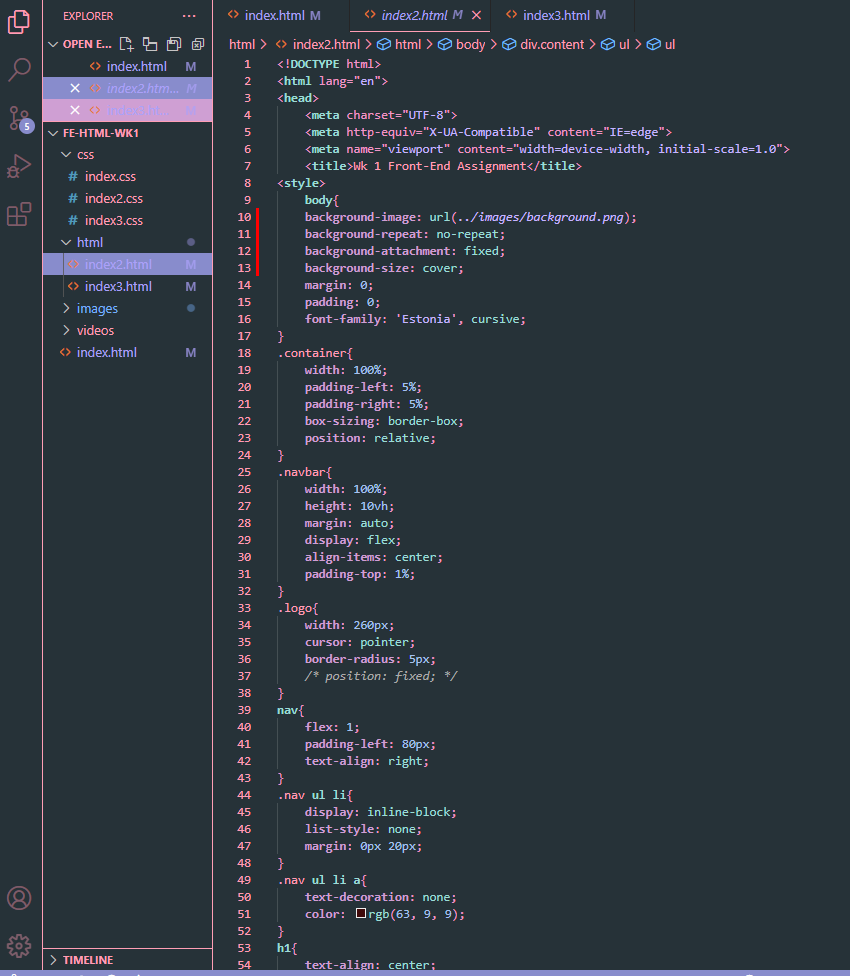 EXPLORER ...
index.html M
index2.html M
index3.html M
OPEN E...
index.html M
index2.htm... M
html > index2.html > html > body > div.content > ul > ul
5
FE-HTML-WK1
css
index.css
index2.css
index3.css
html
index2.html M
index3.html M
images
videos
index.html M
TIMELINE
1 <!DOCTYPE html>
2 <html lang="en">
3 <head>
4 <meta charset="UTF-8">
5 <meta http-equiv="X-UA-Compatible" content="IE=edge">
6 <meta name="viewport" content="width=device-width, initial-scale=1.0">
7 <title>Wk 1 Front-End Assignment</title>
8 <style>
9 body{
10 background-image: url(../images/background.png);
11 background-repeat: no-repeat;
12 background-attachment: fixed;
13 background-size: cover;
14 margin: 0;
15 padding: 0;
16 font-family: 'Estonia', cursive;
17 }
18 .container{
19 width: 100%;
20 padding-left: 5%;
21 padding-right: 5%;
22 box-sizing: border-box;
23 position: relative;
24 }
25 .navbar{
26 width: 100%;
27 height: 10vh;
28 margin: auto;
29 display: flex;
30 align-items: center;
31 padding-top: 1%;
32 }
33 .logo{
34 width: 260px;
35 cursor: pointer;
36 border-radius: 5px;
37 /* position: fixed; */
38 }
39 nav{
40 flex: 1;
41 padding-left: 80px;
42 text-align: right;
43 }
44 .nav ul li{
45 display: inline-block;
46 list-style: none;
47 margin: 0px 20px;
48 }
49 .nav ul li a{
50 text-decoration: none;
51 color: rgb(63, 9, 9);
52 }
53 h1{
54 text-align: center;